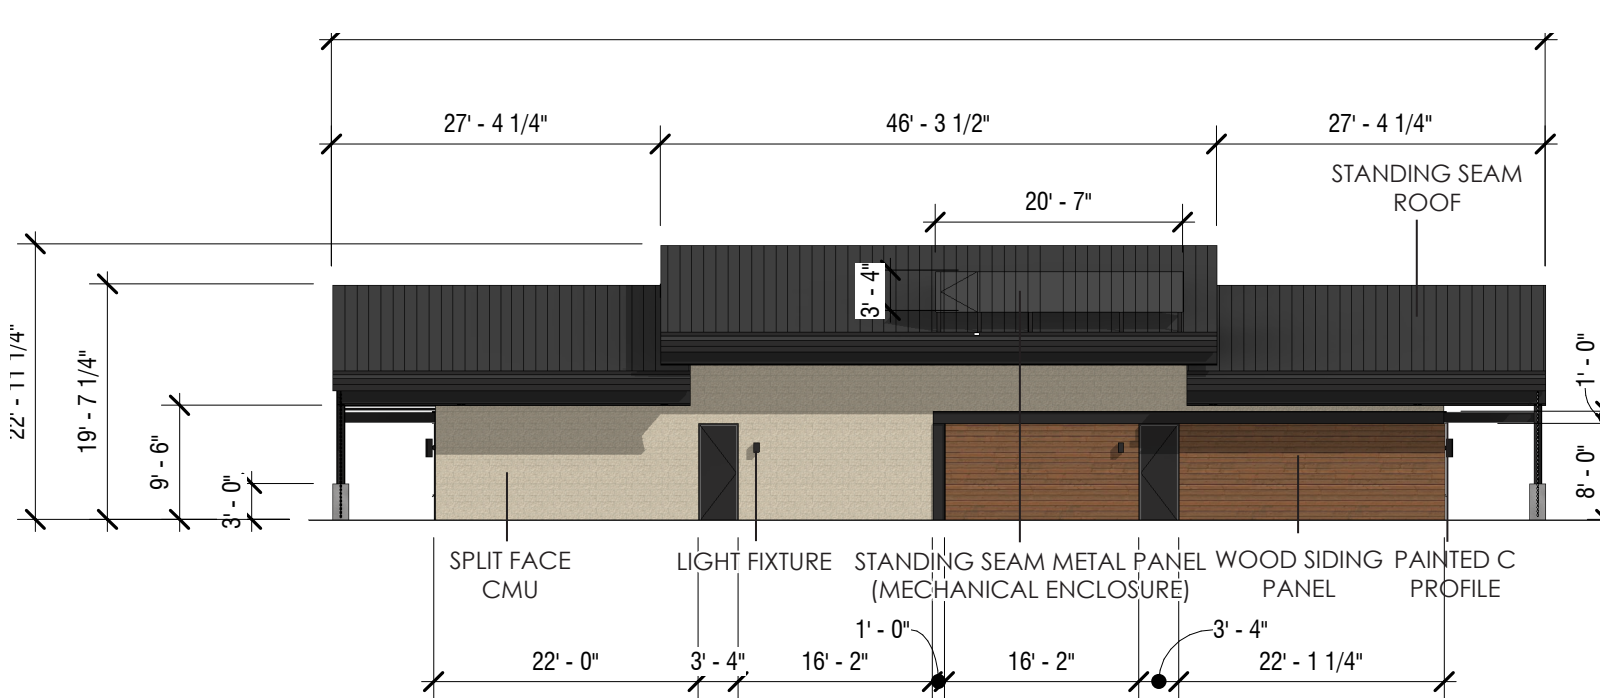 27' - 4 1/4"
46' - 3 1/2"
27' - 4 1/4"
STANDING SEAM
ROOF
20' - 7"
3' - 4"
22' - 11 1/4"
19' - 7 1/4"
9' - 6"
3' - 0"
1' - 0"
8' - 0"
SPLIT FACE
CMU
LIGHT FIXTURE
STANDING SEAM METAL PANEL
(MECHANICAL ENCLOSURE)
WOOD SIDING
PANEL
PAINTED C
PROFILE
1' - 0"
3' - 4"
22' - 0"
3' - 4"
16' - 2"
16' - 2"
22' - 1 1/4"